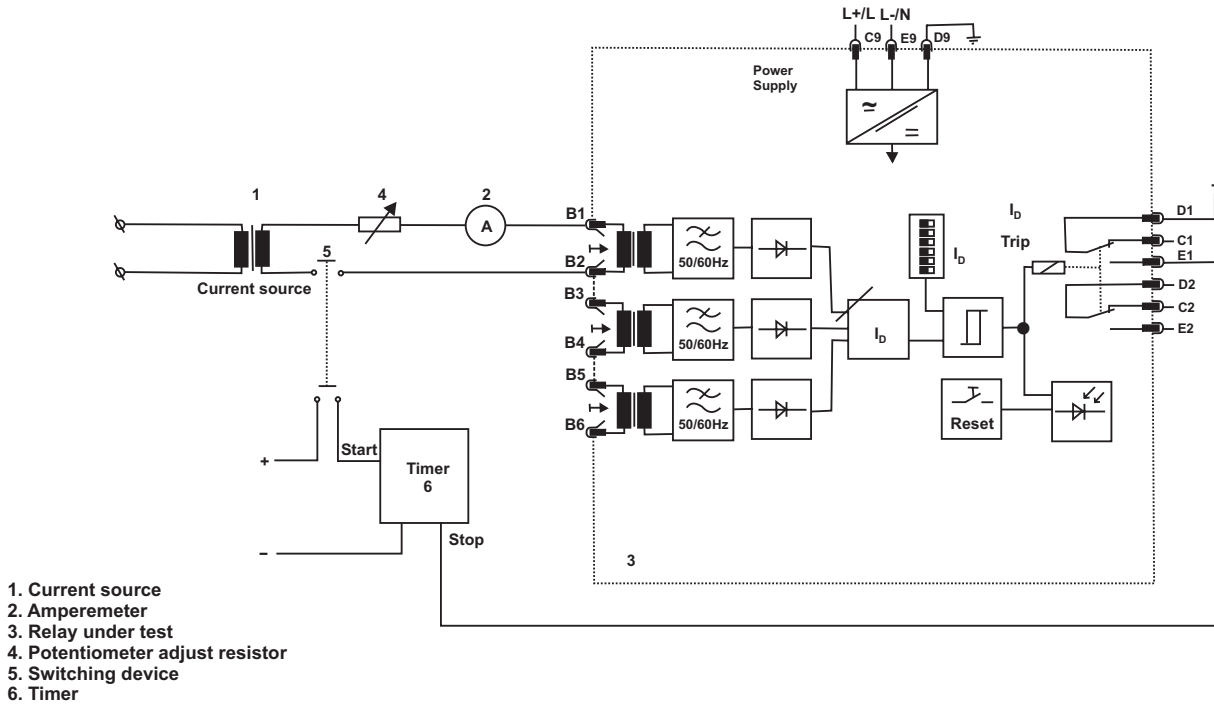 L+/L L-/N
C9 E9 D9
Power
Supply
≂
=
1
4
2
A
5
Current source
B1
B2
B3
B4
B5
B6
50/60Hz
50/60Hz
50/60Hz
I_D
I_D
I_D
Trip
D1
C1
E1
D2
C2
E2
Reset
+
Start
Timer
6
Stop
–
3
1. Current source
2. Amperemeter
3. Relay under test
4. Potentiometer adjust resistor
5. Switching device
6. Timer